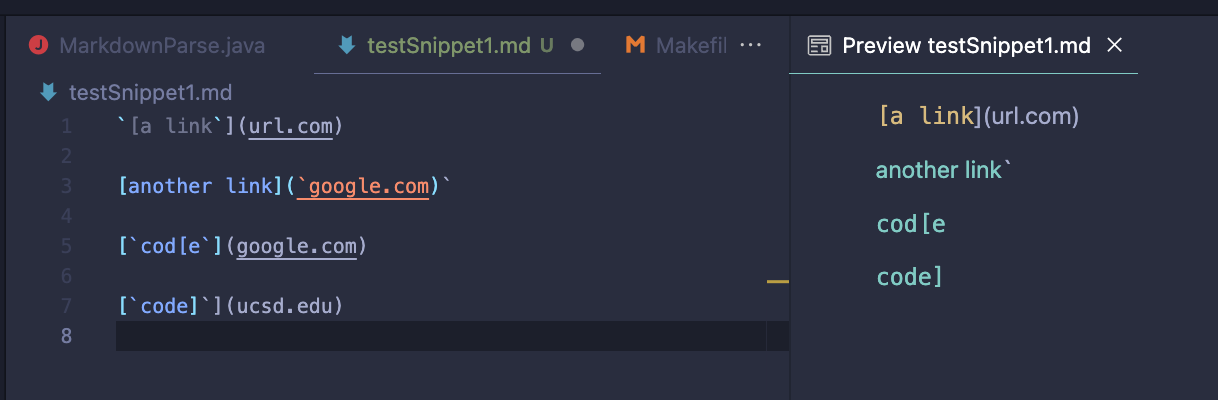 MarkdownParse.java testSnippet1.md U Makefil ... Preview testSnippet1.md
testSnippet1.md
1 `[a link`](url.com)
2
3 [another link](`google.com)`
4
5 [`cod[e`](google.com)
6
7 [`code]`](ucsd.edu)
8
[a link](url.com)
another link`
cod[e
code]